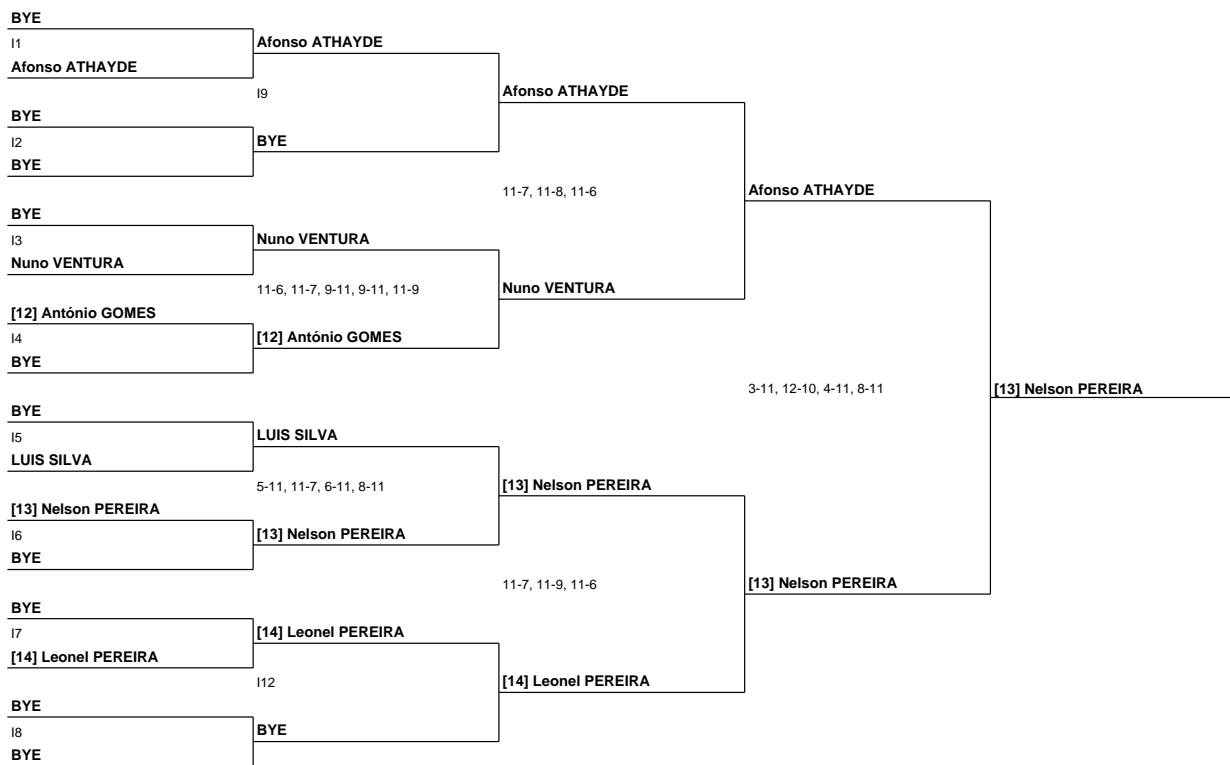 BYE
I1
Afonso ATHAYDE
Afonso ATHAYDE
I9
Afonso ATHAYDE
BYE
I2
BYE
BYE
11-7, 11-8, 11-6
Afonso ATHAYDE
BYE
I3
Nuno VENTURA
Nuno VENTURA
11-6, 11-7, 9-11, 9-11, 11-9
Nuno VENTURA
[12] António GOMES
I4
[12] António GOMES
BYE
3-11, 12-10, 4-11, 8-11
[13] Nelson PEREIRA
BYE
I5
LUIS SILVA
LUIS SILVA
5-11, 11-7, 6-11, 8-11
[13] Nelson PEREIRA
[13] Nelson PEREIRA
I6
[13] Nelson PEREIRA
BYE
11-7, 11-9, 11-6
[13] Nelson PEREIRA
BYE
I7
[14] Leonel PEREIRA
[14] Leonel PEREIRA
I12
[14] Leonel PEREIRA
BYE
I8
BYE
BYE